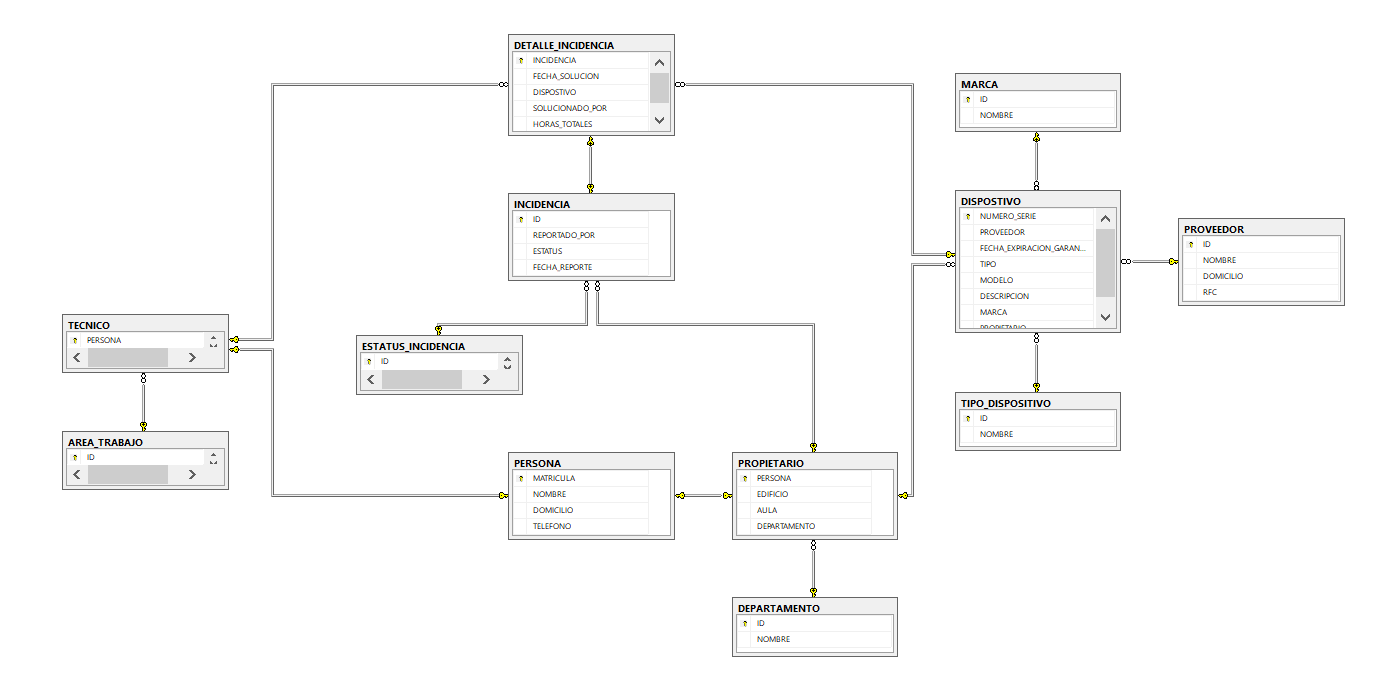 DETALLE_INCIDENCIA
INCIDENCIA
FECHA_SOLUCION
DISPOSTIVO
SOLUCIONADO_POR
HORAS_TOTALES
MARCA
ID
NOMBRE
INCIDENCIA
ID
REPORTADO_POR
ESTATUS
FECHA_REPORTE
DISPOSTIVO
NUMERO_SERIE
PROVEEDOR
FECHA_EXPIRACION_GARAN...
TIPO
MODELO
DESCRIPCION
MARCA
PROPIETARIO
PROVEEDOR
ID
NOMBRE
DOMICILIO
RFC
TECNICO
PERSONA
ESTATUS_INCIDENCIA
ID
TIPO_DISPOSITIVO
ID
NOMBRE
AREA_TRABAJO
ID
PERSONA
MATRICULA
NOMBRE
DOMICILIO
TELEFONO
PROPIETARIO
PERSONA
EDIFICIO
AULA
DEPARTAMENTO
DEPARTAMENTO
ID
NOMBRE